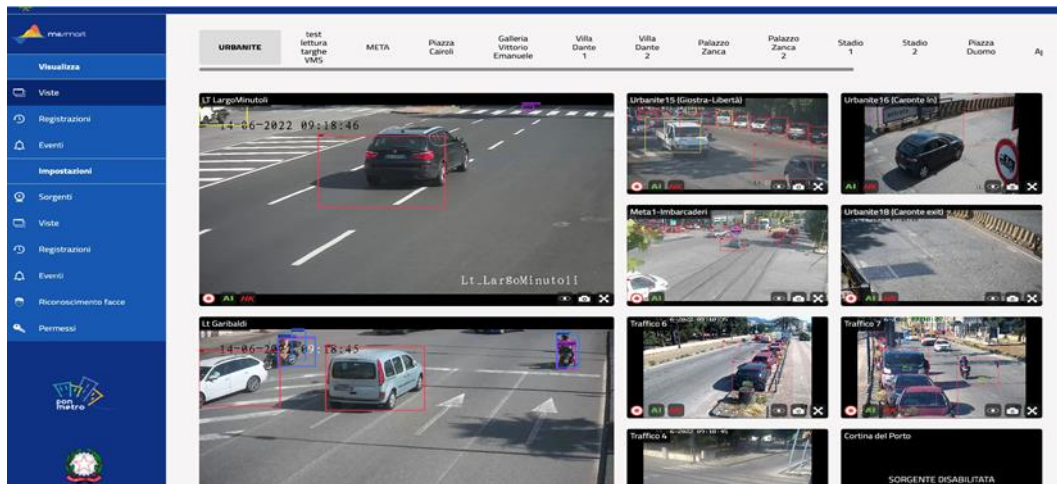 me smart
Visualizza
Viste
Registrazioni
Eventi
Impostazioni
Sorgenti
Viste
Registrazioni
Eventi
Riconoscimento facce
Permessi
pon
metro
URBANITE
test
lettura
targhe
VMS
META
Piazza
Cairoli
Galleria
Vittorio
Emanuele
Villa
Dante
1
Villa
Dante
2
Palazzo
Zanca
Palazzo
Zanca
2
Stadio
1
Stadio
2
Piazza
Duomo
LT LargoMinutoli
14-06-2022 09:18:46
Lt_LargoMinutoli
AI
Urbanite15 (Giostra-Libertà)
AI
Urbanite16 (Caronte In)
AI
Meta1-Imbarcaderi
AI
Urbanite18 (Caronte exit)
AI
Lt Garibaldi
14-06-2022 09:18:45
Traffico 6
AI
Traffico 7
AI
Traffico 4
Cortina del Porto
SORGENTE DISABILITATA